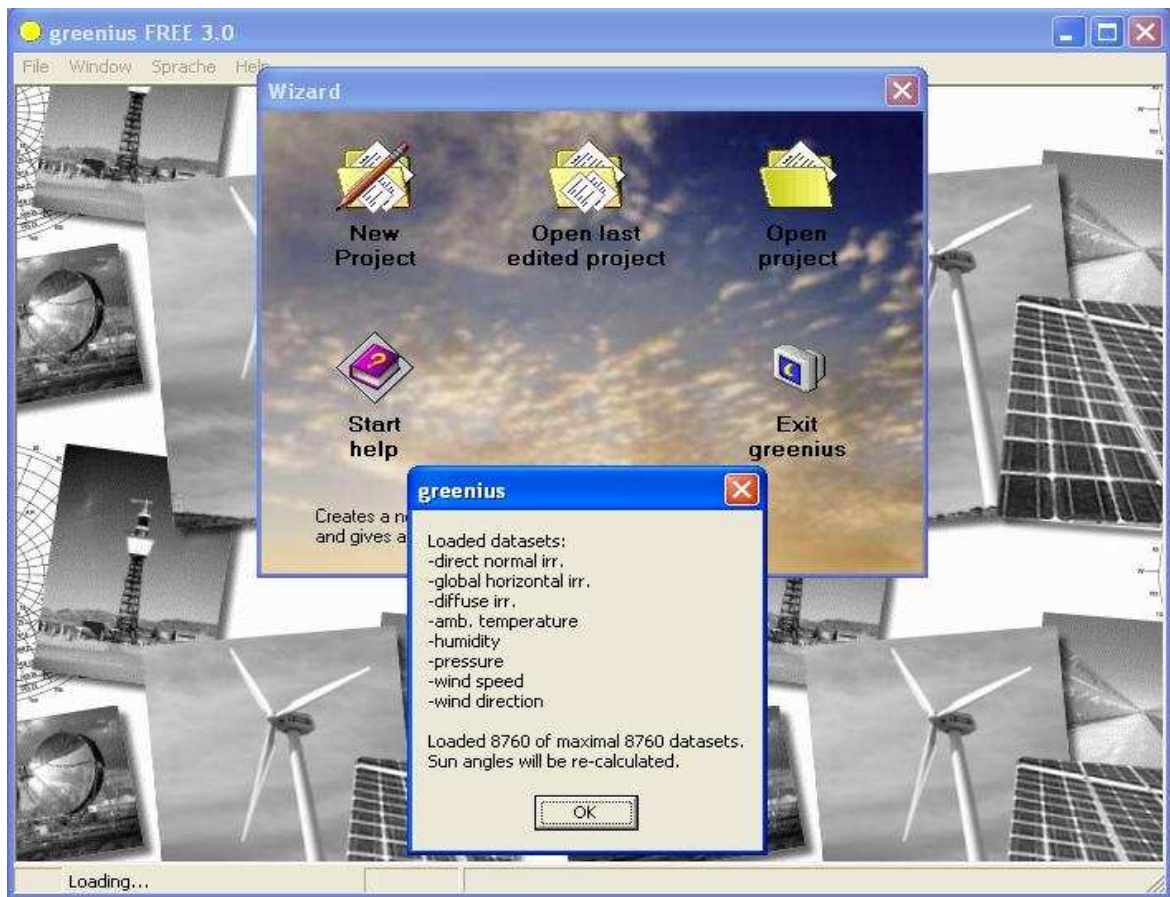 greenius FREE 3.0
File Window Sprache Help
Wizard
New
Project
Open last
edited project
Open
project
Start
help
Exit
greenius
Creates a
and gives a
greenius
Loaded datasets:
-direct normal irr.
-global horizontal irr.
-diffuse irr.
-amb. temperature
-humidity
-pressure
-wind speed
-wind direction
Loaded 8760 of maximal 8760 datasets.
Sun angles will be re-calculated.
OK
Loading...